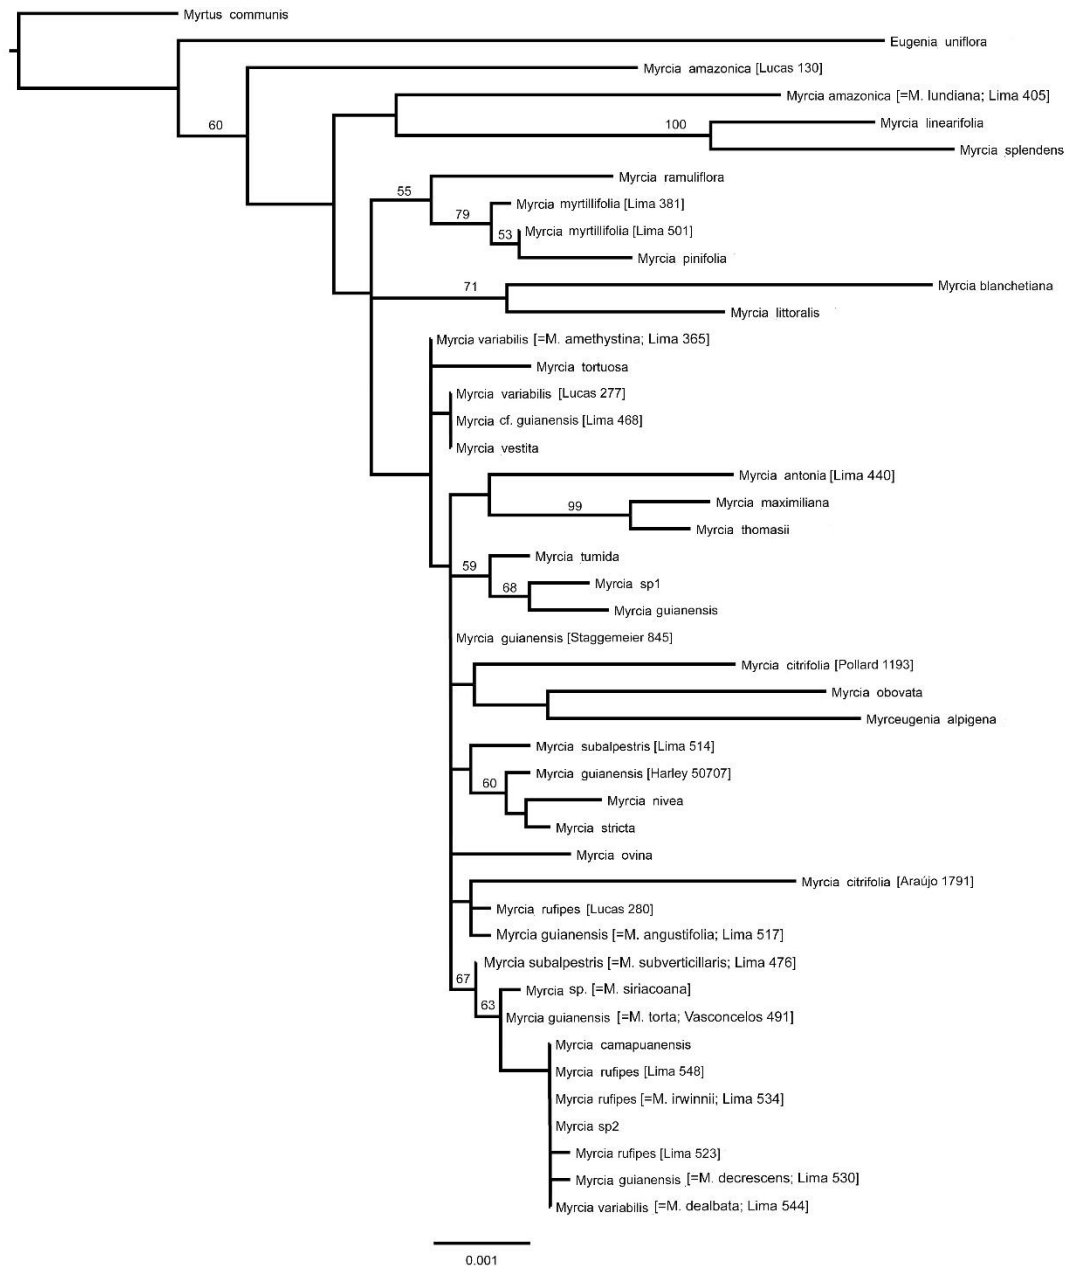 Myrtus communis
Eugenia uniflora
Myrcia amazonica [Lucas 130]
Myrcia amazonica [=M. lundiana; Lima 405]
60
100
Myrcia linearifolia
Myrcia splendens
Myrcia ramuliflora
55
Myrcia myrtillifolia [Lima 381]
79
Myrcia myrtillifolia [Lima 501]
53
Myrcia pinifolia
71
Myrcia blanchetiana
Myrcia littoralis
Myrcia variabilis [=M. amethystina; Lima 365]
Myrcia tortuosa
Myrcia variabilis [Lucas 277]
Myrcia cf. guianensis [Lima 468]
Myrcia vestita
Myrcia antonia [Lima 440]
99
Myrcia maximiliana
Myrcia thomasii
Myrcia tumida
59
Myrcia sp1
68
Myrcia guianensis
Myrcia guianensis [Staggemeier 845]
Myrcia citrifolia [Pollard 1193]
Myrcia obovata
Myrceugenia alpigena
Myrcia subalpestris [Lima 514]
Myrcia guianensis [Harley 50707]
60
Myrcia nivea
Myrcia stricta
Myrcia ovina
Myrcia citrifolia [Araújo 1791]
Myrcia rufipes [Lucas 280]
Myrcia guianensis [=M. angustifolia; Lima 517]
Myrcia subalpestris [=M. subverticillaris; Lima 476]
67
Myrcia sp. [=M. siriacoana]
63
Myrcia guianensis [=M. torta; Vasconcelos 491]
Myrcia camapuanensis
Myrcia rufipes [Lima 548]
Myrcia rufipes [=M. irwinnii; Lima 534]
Myrcia sp2
Myrcia rufipes [Lima 523]
Myrcia guianensis [=M. decrescens; Lima 530]
Myrcia variabilis [=M. dealbata; Lima 544]
0.001